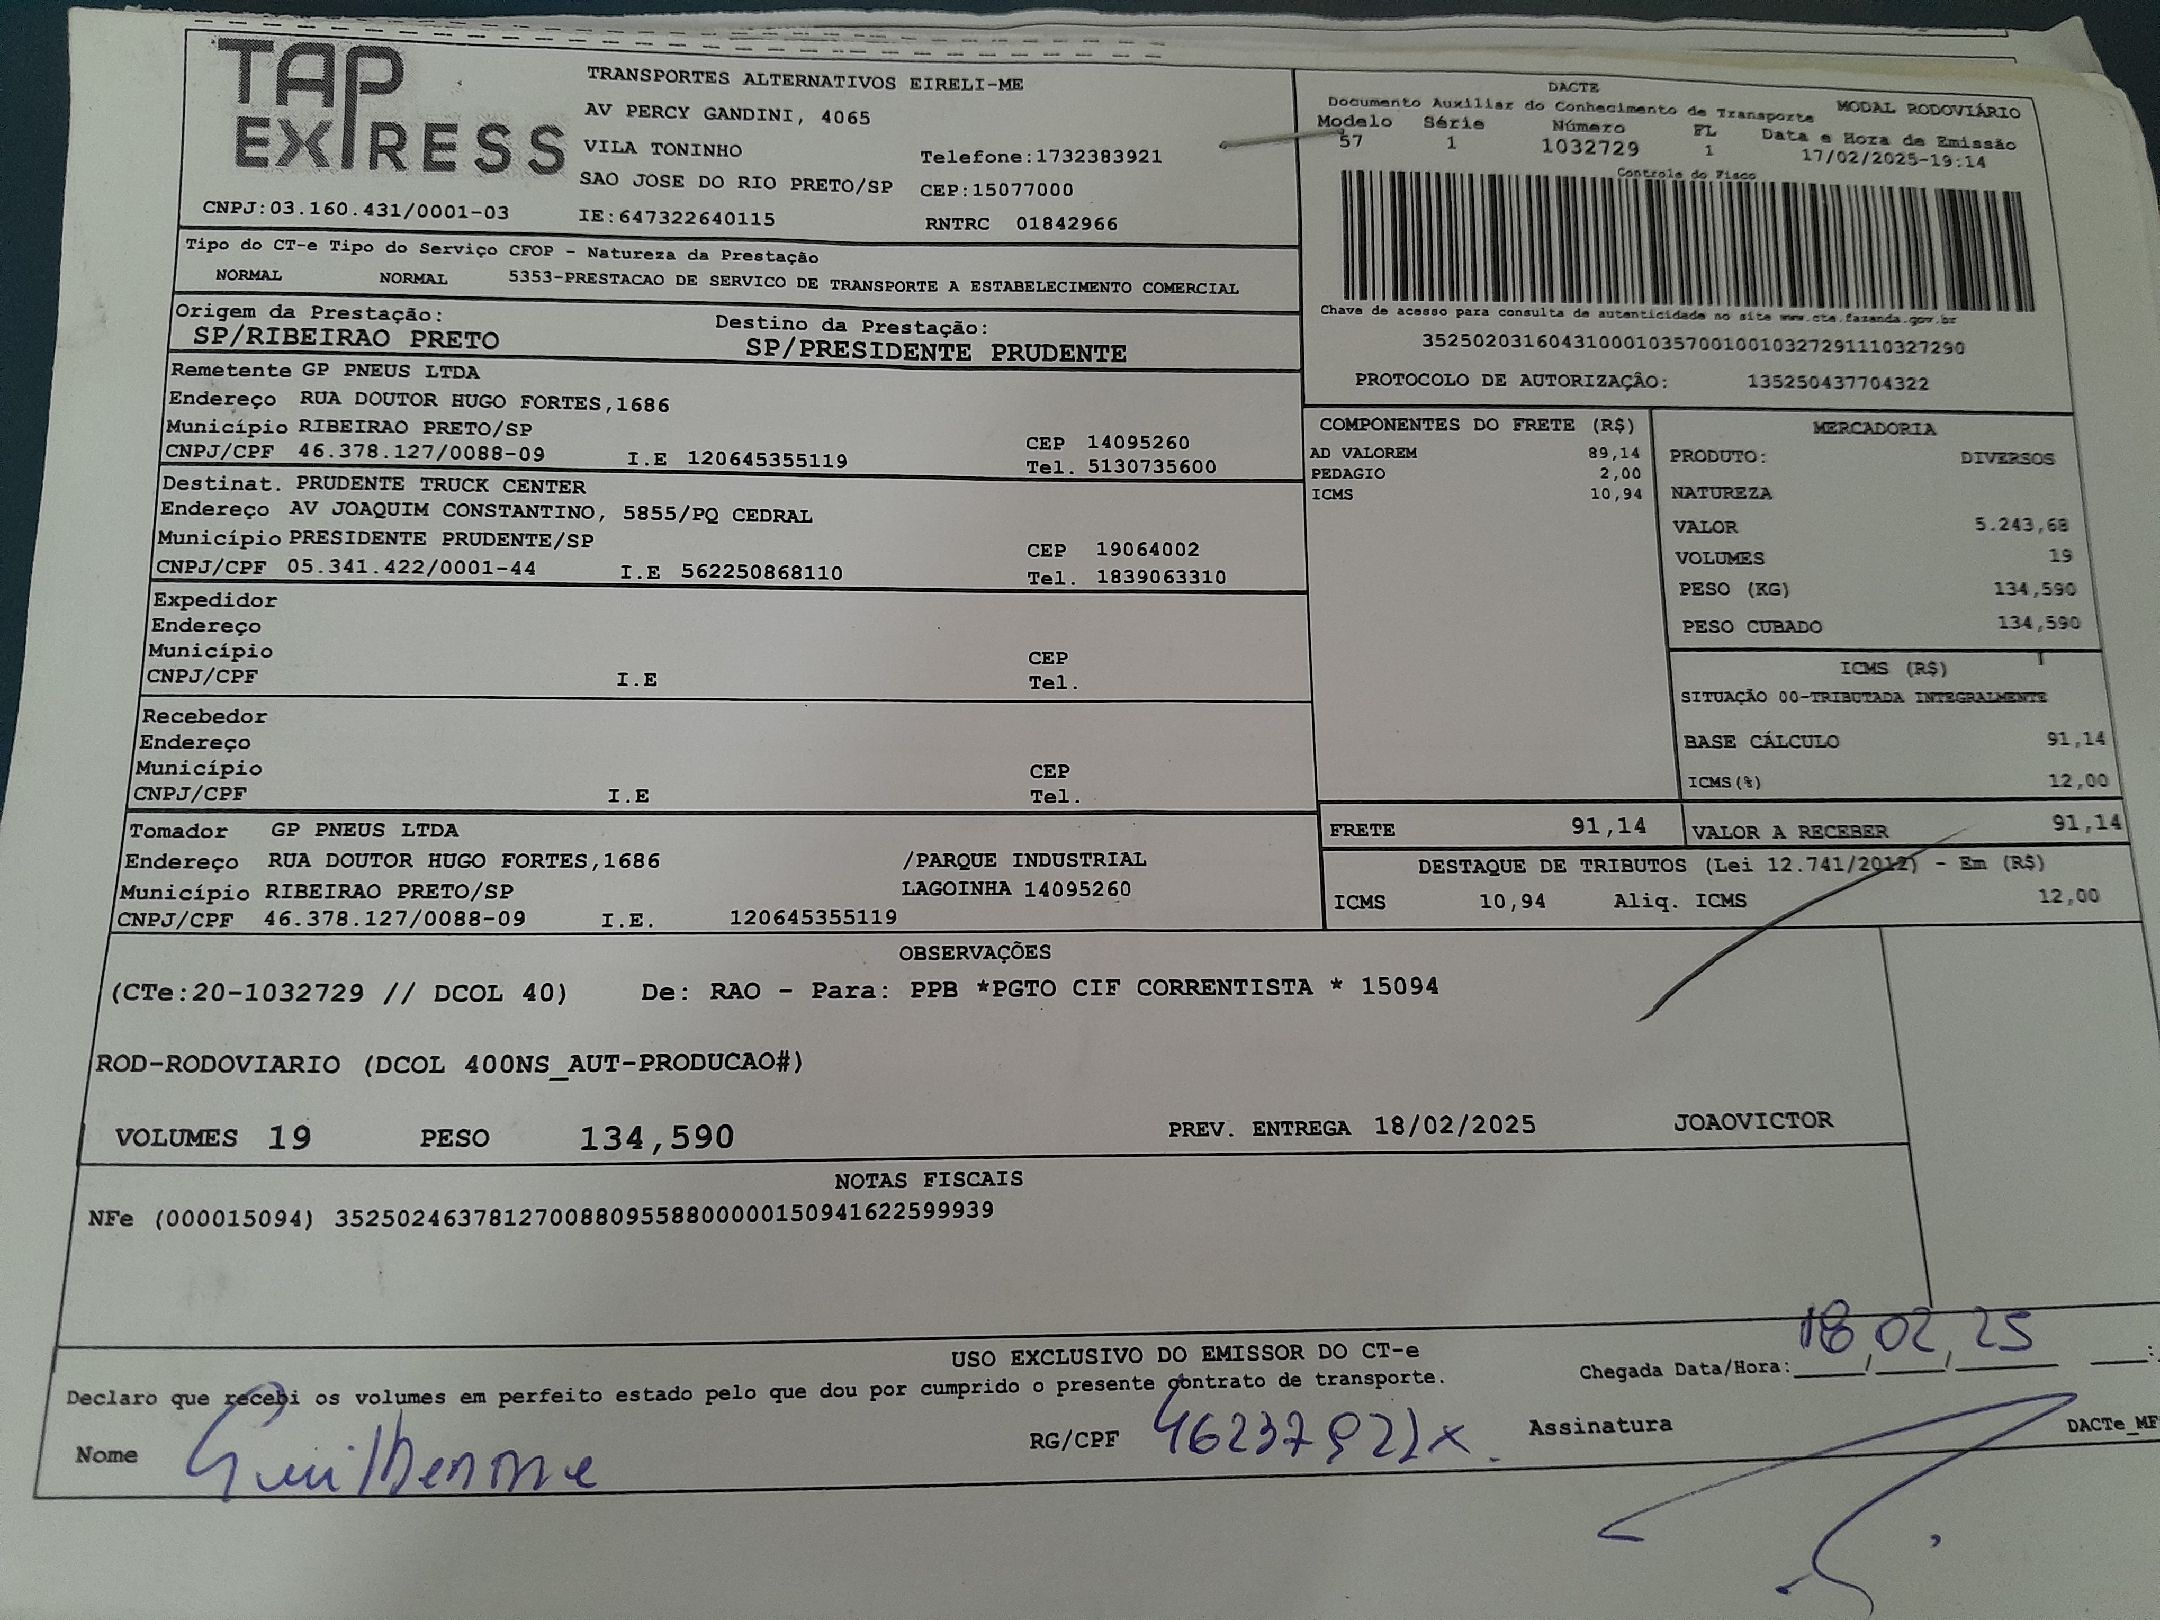 TAP EXPRESS
TRANSPORTES ALTERNATIVOS EIRELI-ME
AV PERCY GANDINI, 4065
VILA TONINHO
Telefone:1732383921
SAO JOSE DO RIO PRETO/SP CEP:15077000
CNPJ:03.160.431/0001-03 IE:647322640115 RNTRC 01842966
DACTE
Documento Auxiliar do Conhecimento de Transporte MODAL RODOVIÁRIO
Modelo Série Número FL Data e Hora de Emissão
57 1 1032729 1 17/02/2025-19:14
Controle do Fisco
Chave de acesso para consulta de autenticidade no site www.cte.fazenda.gov.br
35250203160431000103570010010327291110327290
PROTOCOLO DE AUTORIZAÇÃO: 135250437704322
Tipo do CT-e Tipo do Serviço CFOP - Natureza da Prestação
NORMAL NORMAL 5353-PRESTACAO DE SERVICO DE TRANSPORTE A ESTABELECIMENTO COMERCIAL
Origem da Prestação: Destino da Prestação:
SP/RIBEIRAO PRETO SP/PRESIDENTE PRUDENTE
Remetente GP PNEUS LTDA
Endereço RUA DOUTOR HUGO FORTES,1686
Município RIBEIRAO PRETO/SP CEP 14095260
CNPJ/CPF 46.378.127/0088-09 I.E 120645355119 Tel. 5130735600
Destinat. PRUDENTE TRUCK CENTER
Endereço AV JOAQUIM CONSTANTINO, 5855/PQ CEDRAL
Município PRESIDENTE PRUDENTE/SP CEP 19064002
CNPJ/CPF 05.341.422/0001-44 I.E 562250868110 Tel. 1839063310
Expedidor
Endereço
Município CEP
CNPJ/CPF I.E Tel.
Recebedor
Endereço
Município CEP
CNPJ/CPF I.E Tel.
Tomador GP PNEUS LTDA
Endereço RUA DOUTOR HUGO FORTES,1686 /PARQUE INDUSTRIAL
Município RIBEIRAO PRETO/SP LAGOINHA 14095260
CNPJ/CPF 46.378.127/0088-09 I.E. 120645355119
COMPONENTES DO FRETE (R$)
AD VALOREM 89,14
PEDAGIO 2,00
ICMS 10,94
MERCADORIA
PRODUTO: DIVERSOS
NATUREZA
VALOR 5.243,68
VOLUMES 19
PESO (KG) 134,590
PESO CUBADO 134,590
ICMS (R$)
SITUAÇÃO 00-TRIBUTADA INTEGRALMENTE
BASE CÁLCULO 91,14
ICMS(%) 12,00
FRETE 91,14 VALOR A RECEBER 91,14
DESTAQUE DE TRIBUTOS (Lei 12.741/2012) - Em (R$)
ICMS 10,94 Aliq. ICMS 12,00
OBSERVAÇÕES
(CTe:20-1032729 // DCOL 40) De: RAO - Para: PPB *PGTO CIF CORRENTISTA * 15094
ROD-RODOVIARIO (DCOL 400NS_AUT-PRODUCAO#)
VOLUMES 19 PESO 134,590 PREV. ENTREGA 18/02/2025 JOAOVICTOR
NOTAS FISCAIS
NFe (000015094) 35250246378127008809558800000150941622599939
USO EXCLUSIVO DO EMISSOR DO CT-e
Chegada Data/Hora: 18/02/25 :
Declaro que recebi os volumes em perfeito estado pelo que dou por cumprido o presente contrato de transporte.
Nome Guilherme RG/CPF Assinatura DACTe_MF